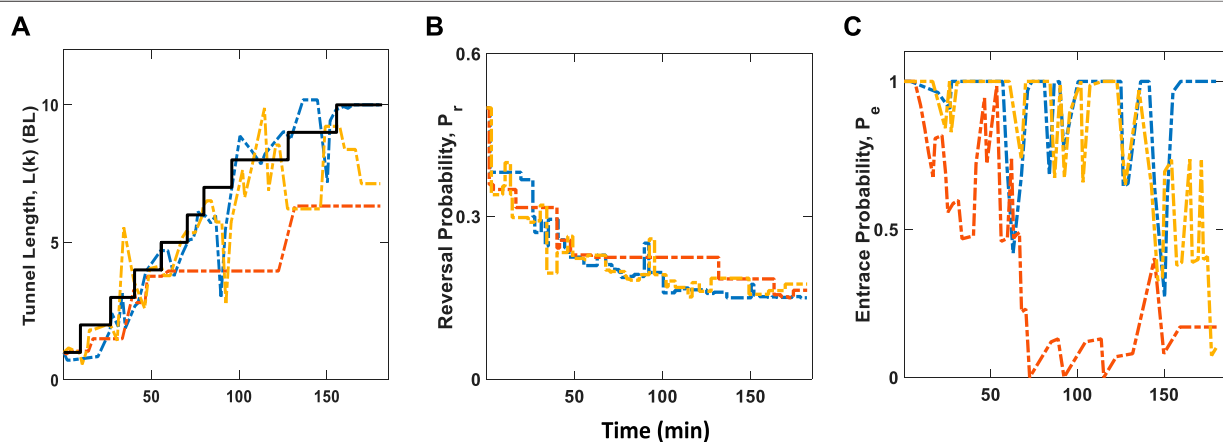 A
B
C
Tunnel Length, L(k) (BL)
10
5
0
50
100
150
Reversal Probability, P_r
0.6
0.3
0
50
100
150
Time (min)
Entrace Probability, P_e
1
0.5
0
50
100
150